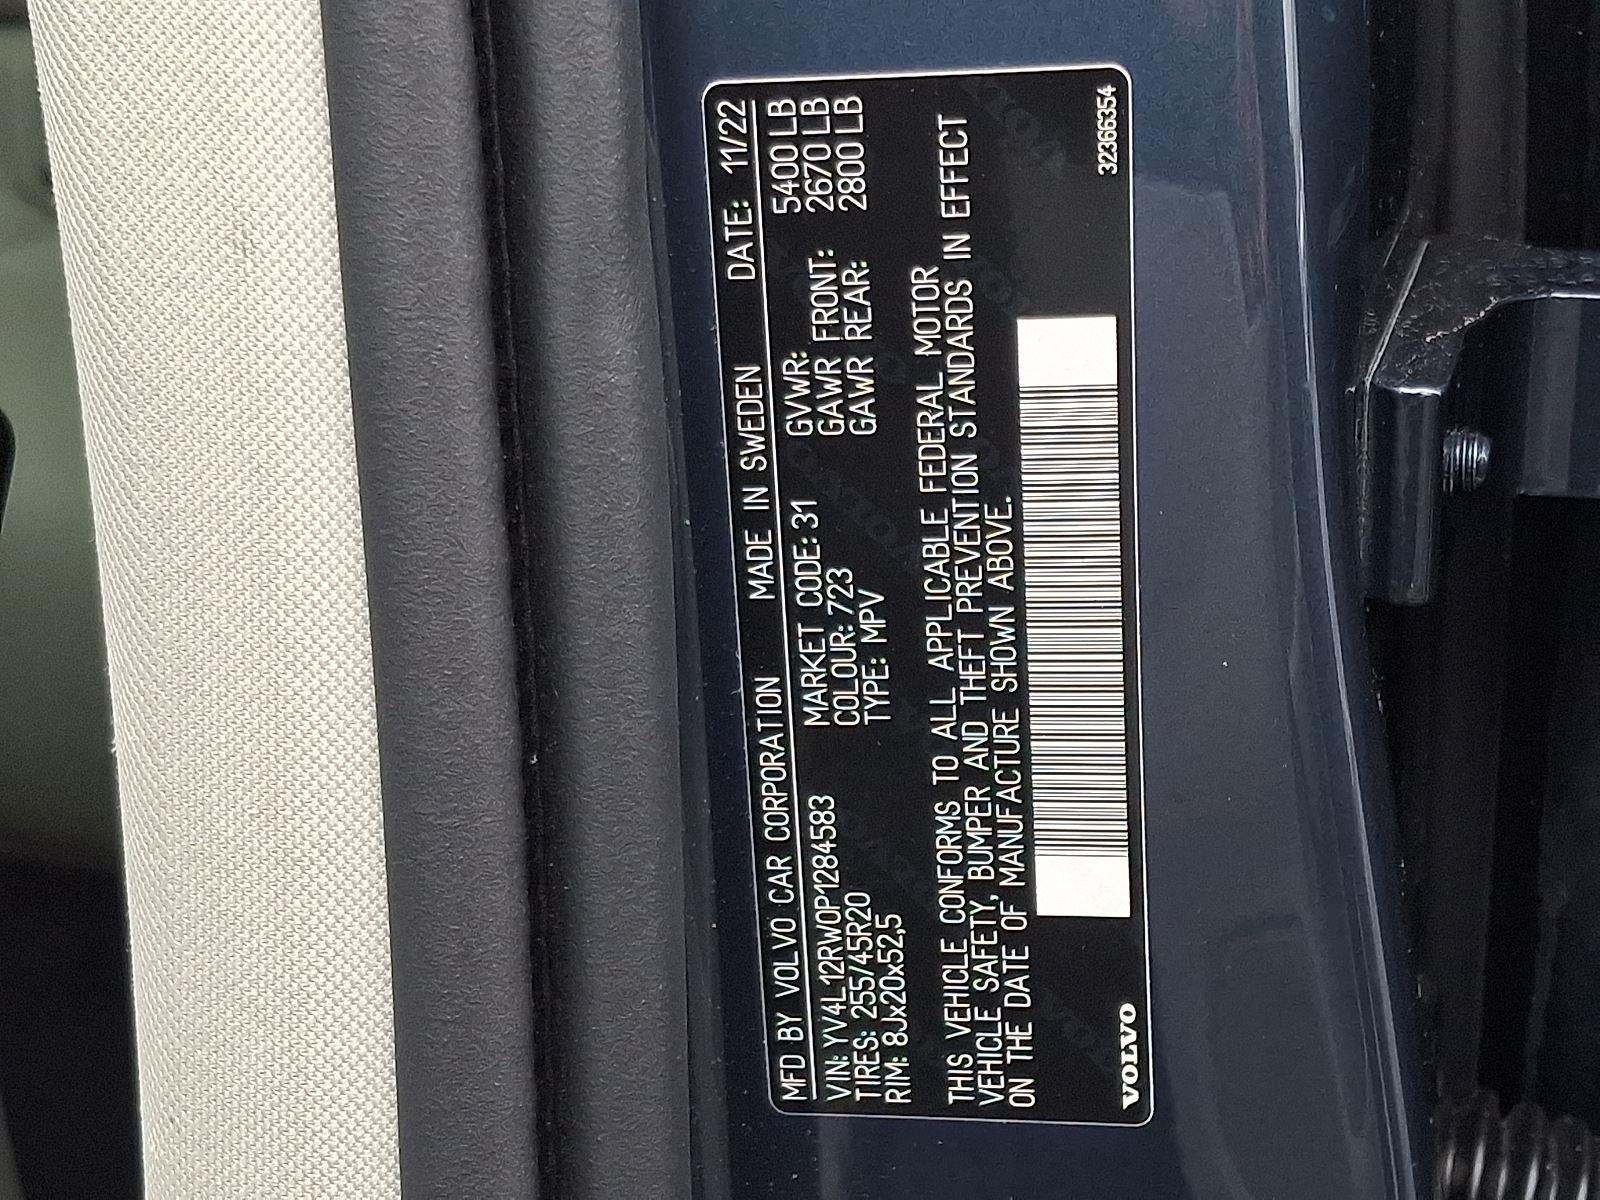 MFD BY VOLVO CAR CORPORATION MADE IN SWEDEN DATE: 11/22
VIN: YV4L12RW0P1284583 MARKET CODE: 31 GVWR: 5400 LB
TIRES: 255/45R20 COLOUR: 723 GAWR FRONT: 2670 LB
RIM: 8Jx20x52,5 TYPE: MPV GAWR REAR: 2800 LB
THIS VEHICLE CONFORMS TO ALL APPLICABLE FEDERAL MOTOR
VEHICLE SAFETY, BUMPER AND THEFT PREVENTION STANDARDS IN EFFECT
ON THE DATE OF MANUFACTURE SHOWN ABOVE.
VOLVO 32366354